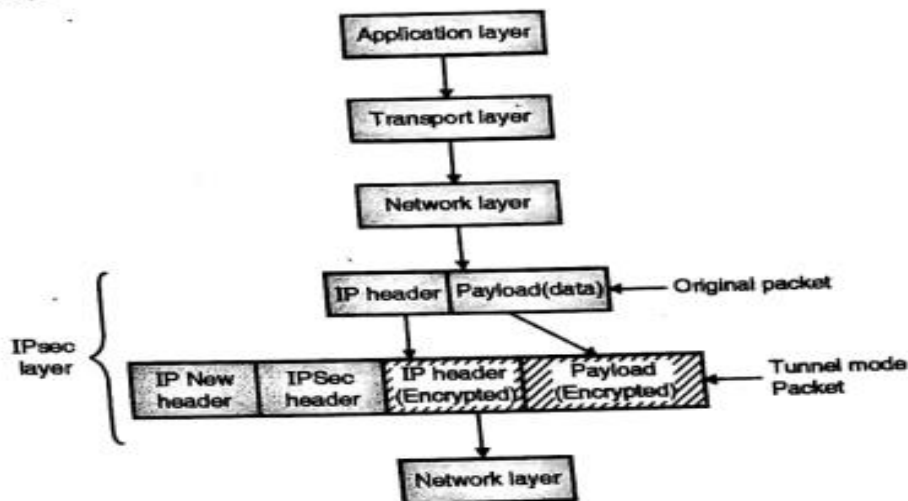 Application layer
Transport layer
Network layer
IP header
Payload(data)
Original packet
IPsec
layer
IP New
header
IPSec
header
IP header
(Encrypted)
Payload
(Encrypted)
Tunnel mode
Packet
Network layer